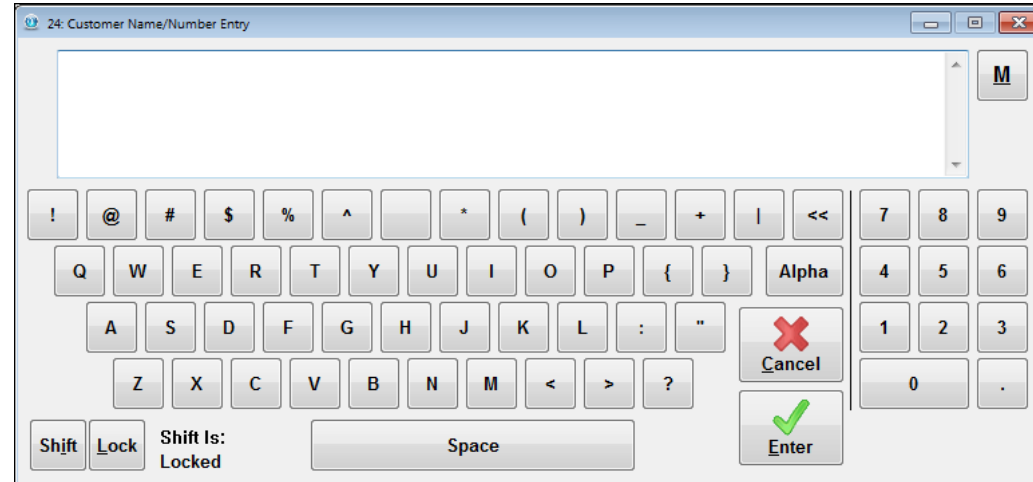 24: Customer Name/Number Entry
M
! @ # $ % ^ * ( ) _ + | << 7 8 9
Q W E R T Y U I O P { } Alpha 4 5 6
A S D F G H J K L : " 1 2 3
Cancel
Z X C V B N M < > ? 0 .
Shift Lock Shift Is:
Locked
Space Enter